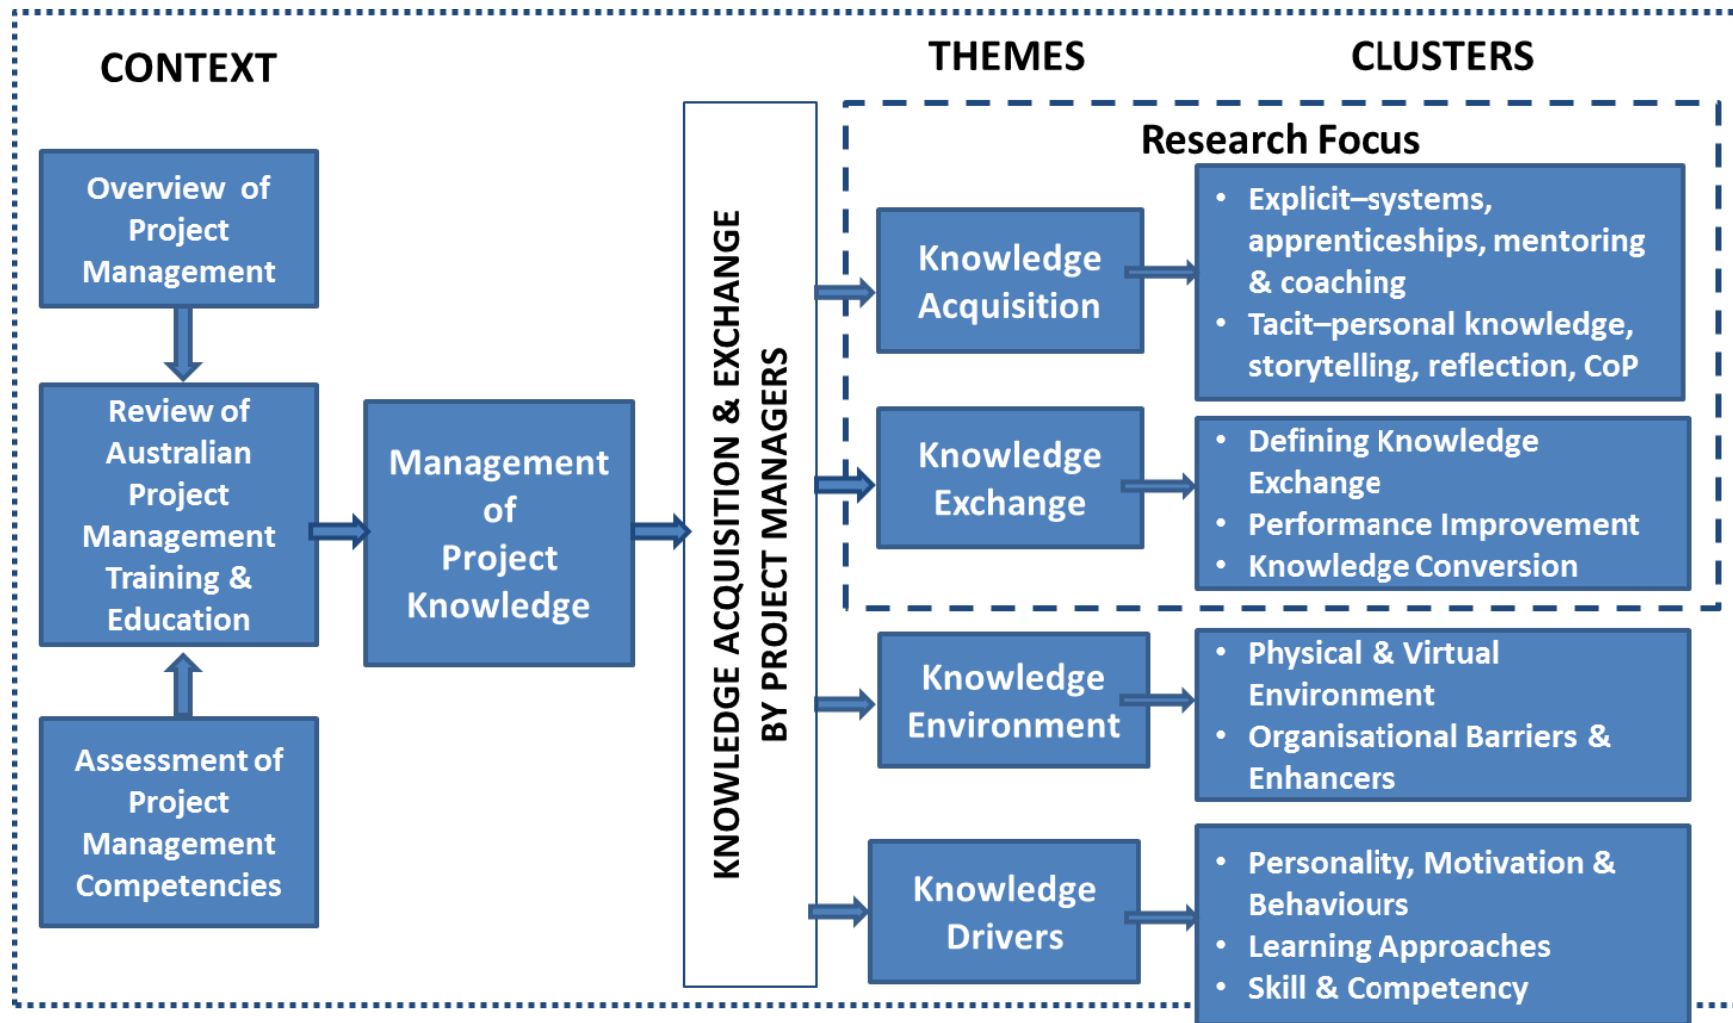 CONTEXT
THEMES
CLUSTERS
Overview of
Project
Management
Review of
Australian
Project
Management
Training &
Education
Assessment of
Project
Management
Competencies
Management
of
Project
Knowledge
KNOWLEDGE ACQUISITION & EXCHANGE
BY PROJECT MANAGERS
Research Focus
Knowledge
Acquisition
• Explicit–systems,
apprenticeships, mentoring
& coaching
• Tacit–personal knowledge,
storytelling, reflection, CoP
Knowledge
Exchange
• Defining Knowledge
Exchange
• Performance Improvement
• Knowledge Conversion
Knowledge
Environment
• Physical & Virtual
Environment
• Organisational Barriers &
Enhancers
Knowledge
Drivers
• Personality, Motivation &
Behaviours
• Learning Approaches
• Skill & Competency